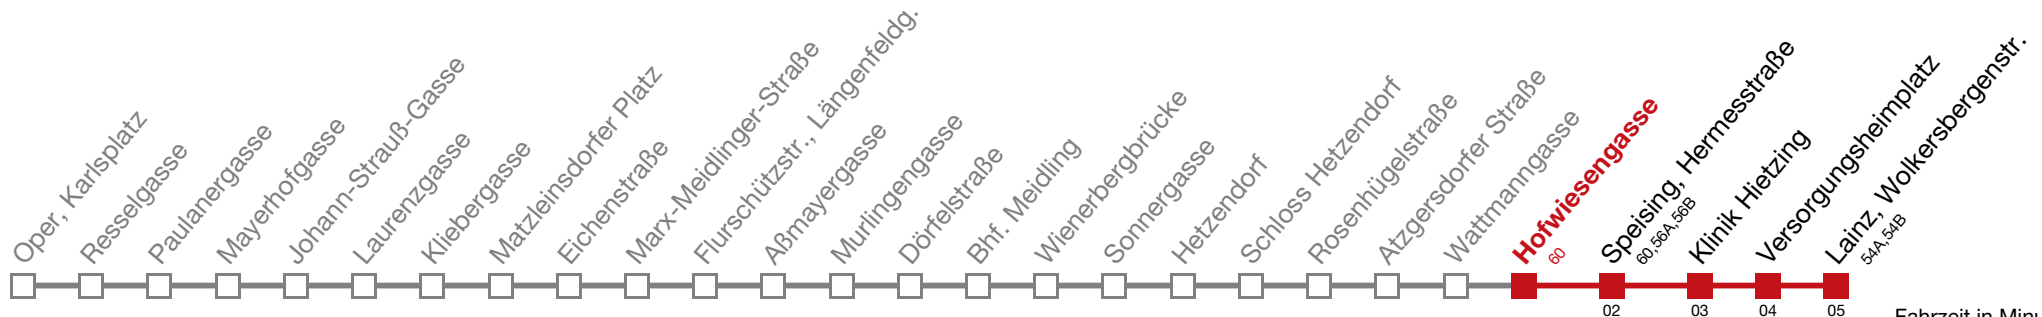 Oper, Karlsplatz
Resselgasse
Paulanergasse
Mayerhofgasse
Johann-Strauß-Gasse
Laurenzgasse
Kliebergasse
Matzleinsdorfer Platz
Eichenstraße
Marx-Meidlinger-Straße
Flurschützstr., Längenfeldg.
Aßmayergasse
Murlingengasse
Dörfelstraße
Bhf. Meidling
Wienerbergbrücke
Sonnergasse
Hetzendorf
Schloss Hetzendorf
Rosenhügelstraße
Atzgersdorfer Straße
Wattmanngasse
Hofwiesengasse
60
Speising, Hermesstraße
60,56A,56B
Klinik Hietzing
Versorgungsheimplatz
Lainz, Wolkersbergenstr.
54A,54B
02 03 04 05
Fahrzeit in